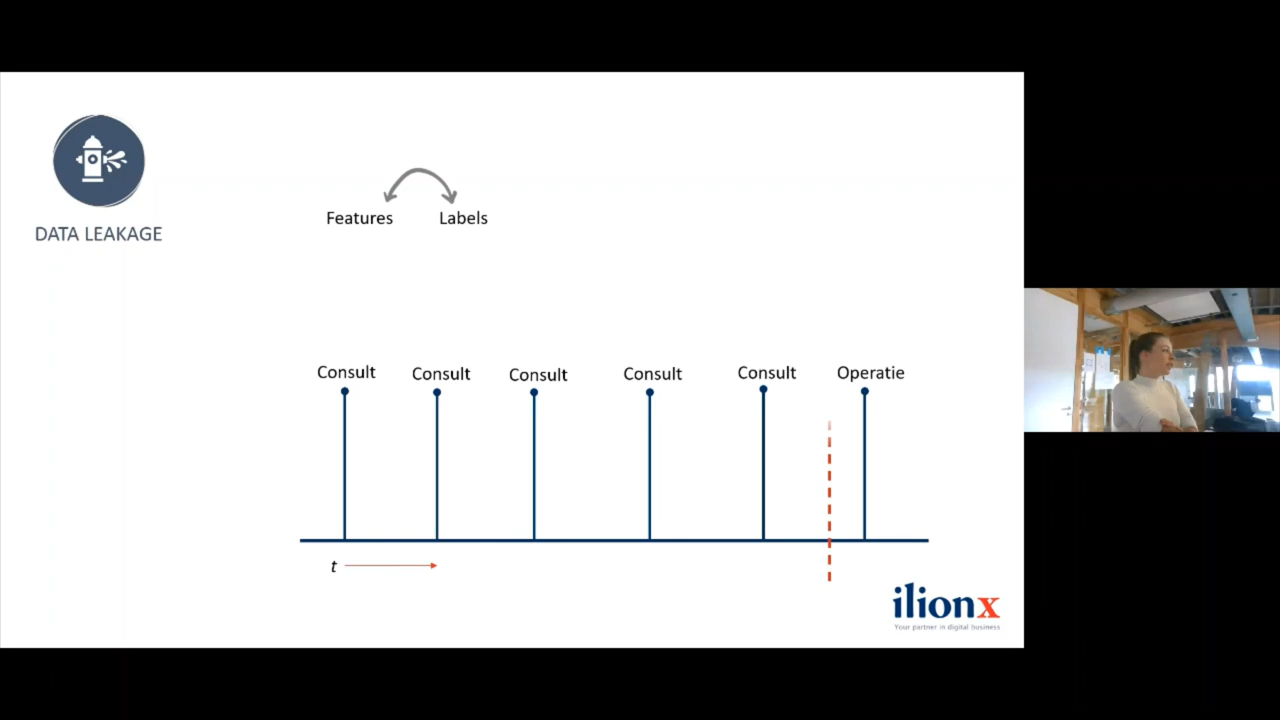 Features Labels
DATA LEAKAGE
Consult Consult Consult Consult Consult Operatie
t
ilionx
Your partner in digital business